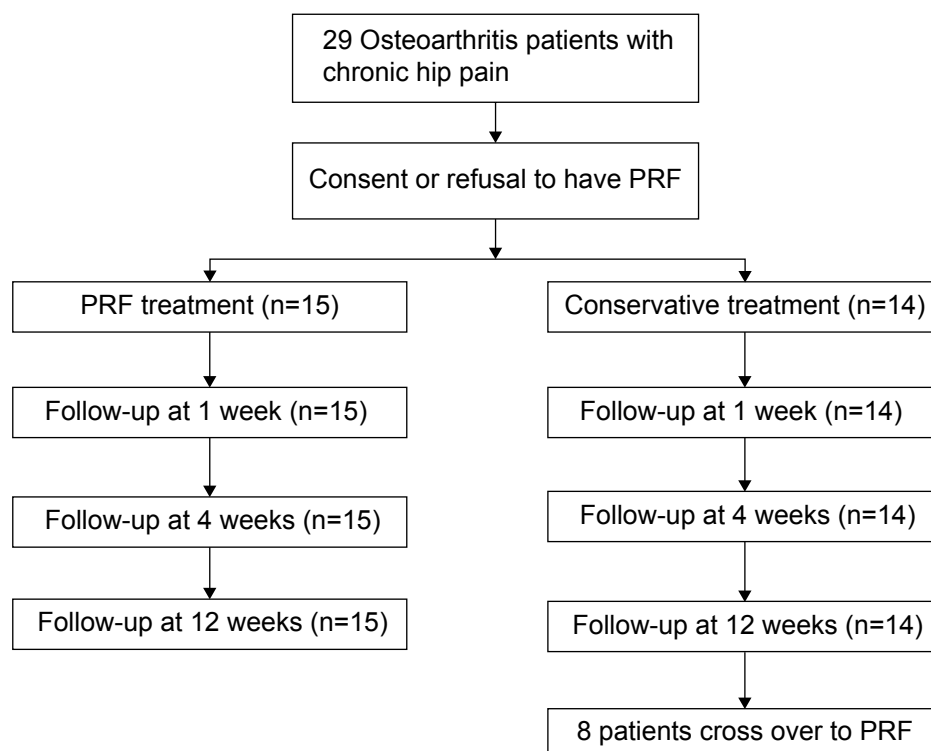 29 Osteoarthritis patients with
chronic hip pain
Consent or refusal to have PRF
PRF treatment (n=15)
Conservative treatment (n=14)
Follow-up at 1 week (n=15)
Follow-up at 1 week (n=14)
Follow-up at 4 weeks (n=15)
Follow-up at 4 weeks (n=14)
Follow-up at 12 weeks (n=15)
Follow-up at 12 weeks (n=14)
8 patients cross over to PRF